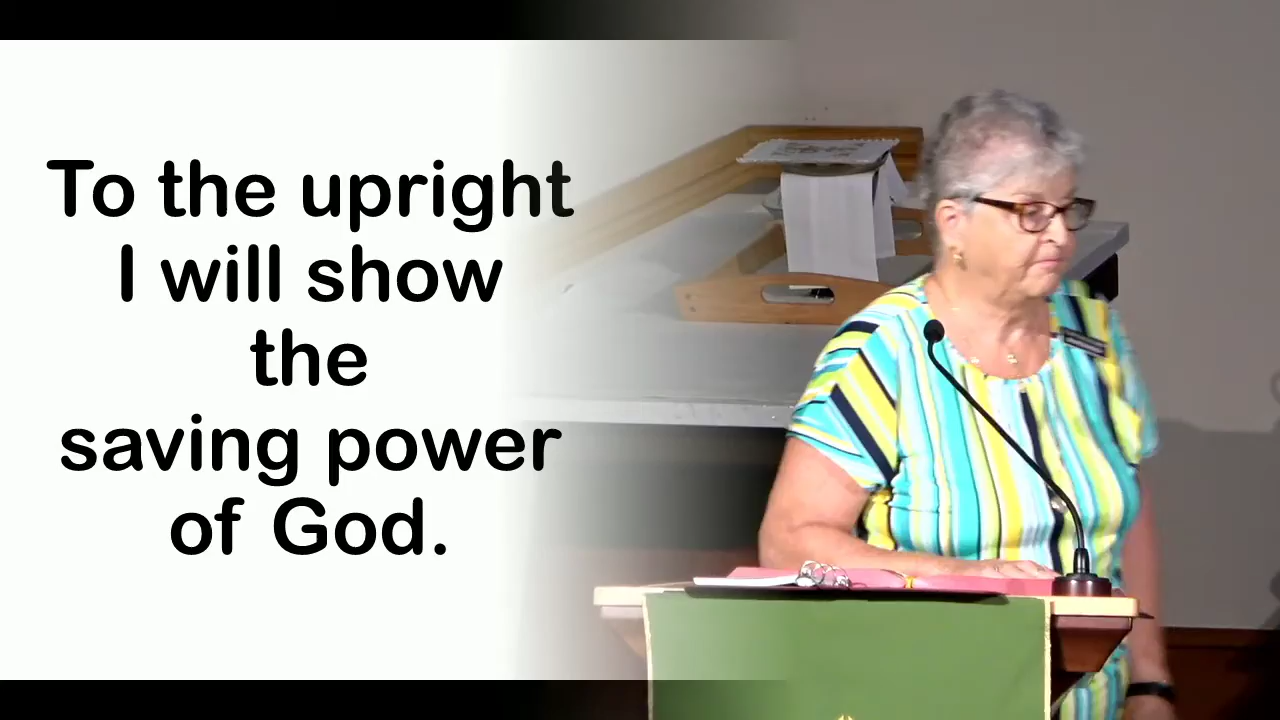 To the upright
I will show
the
saving power
of God.